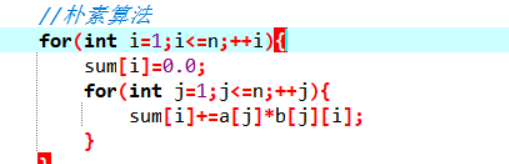 //朴素算法
for(int i=1;i<=n;++i){
sum[i]=0.0;
for(int j=1;j<=n;++j){
sum[i]+=a[j]*b[j][i];
}
}